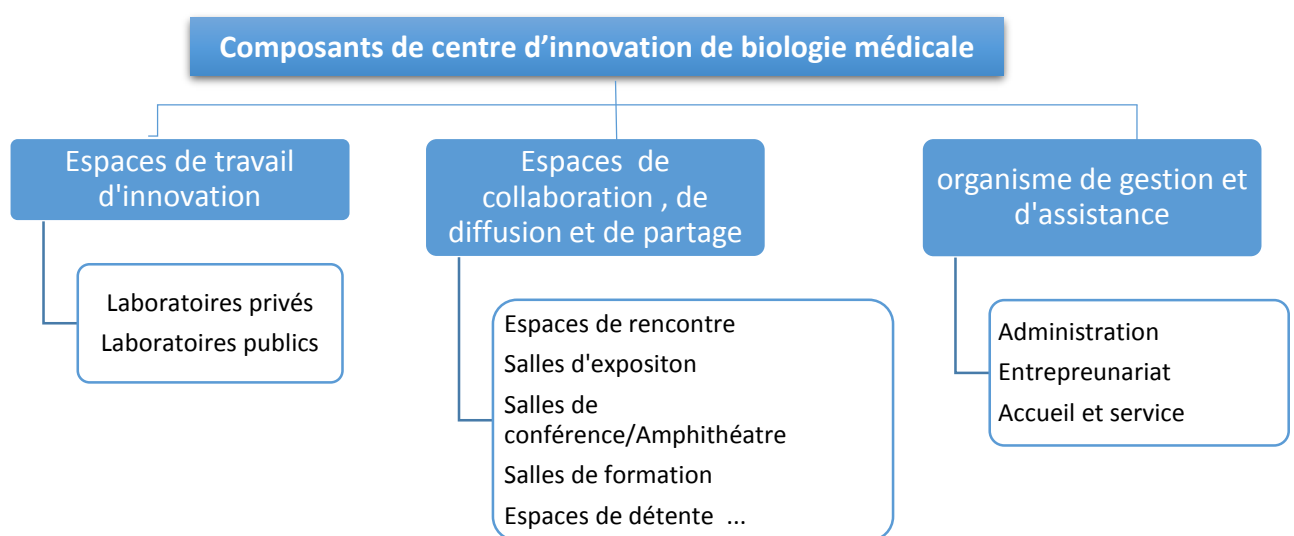 Composants de centre d’innovation de biologie médicale
Espaces de travail
d'innovation
Laboratoires privés
Laboratoires publics
Espaces de
collaboration , de
diffusion et de partage
Espaces de rencontre
Salles d'expositon
Salles de
conférence/Amphithéatre
Salles de formation
Espaces de détente ...
organisme de gestion et
d'assistance
Administration
Entrepreunariat
Accueil et service